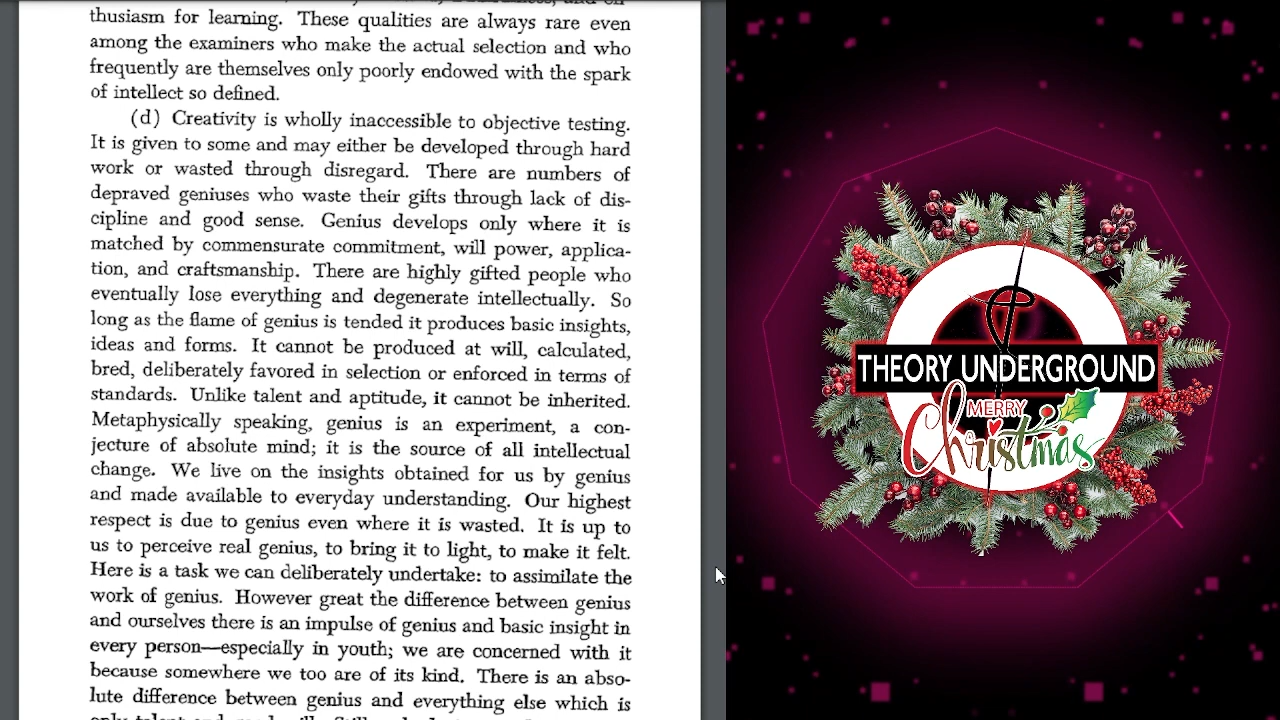 thusiasm for learning. These qualities are always rare even
among the examiners who make the actual selection and who
frequently are themselves only poorly endowed with the spark
of intellect so defined.
(d) Creativity is wholly inaccessible to objective testing.
It is given to some and may either be developed through hard
work or wasted through disregard. There are numbers of
depraved geniuses who waste their gifts through lack of dis-
cipline and good sense. Genius develops only where it is
matched by commensurate commitment, will power, applica-
tion, and craftsmanship. There are highly gifted people who
eventually lose everything and degenerate intellectually. So
long as the flame of genius is tended it produces basic insights,
ideas and forms. It cannot be produced at will, calculated,
bred, deliberately favored in selection or enforced in terms of
standards. Unlike talent and aptitude, it cannot be inherited.
Metaphysically speaking, genius is an experiment, a con-
jecture of absolute mind; it is the source of all intellectual
change. We live on the insights obtained for us by genius
and made available to everyday understanding. Our highest
respect is due to genius even where it is wasted. It is up to
us to perceive real genius, to bring it to light, to make it felt.
Here is a task we can deliberately undertake: to assimilate the
work of genius. However great the difference between genius
and ourselves there is an impulse of genius and basic insight in
every person—especially in youth; we are concerned with it
because somewhere we too are of its kind. There is an abso-
lute difference between genius and everything else which is
THEORY UNDERGROUND
MERRY
Christmas